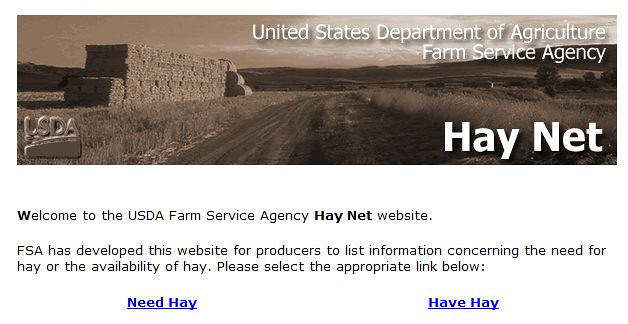 United States Department of Agriculture
Farm Service Agency
USDA
Hay Net
Welcome to the USDA Farm Service Agency Hay Net website.
FSA has developed this website for producers to list information concerning the need for
hay or the availability of hay. Please select the appropriate link below:
Need Hay
Have Hay